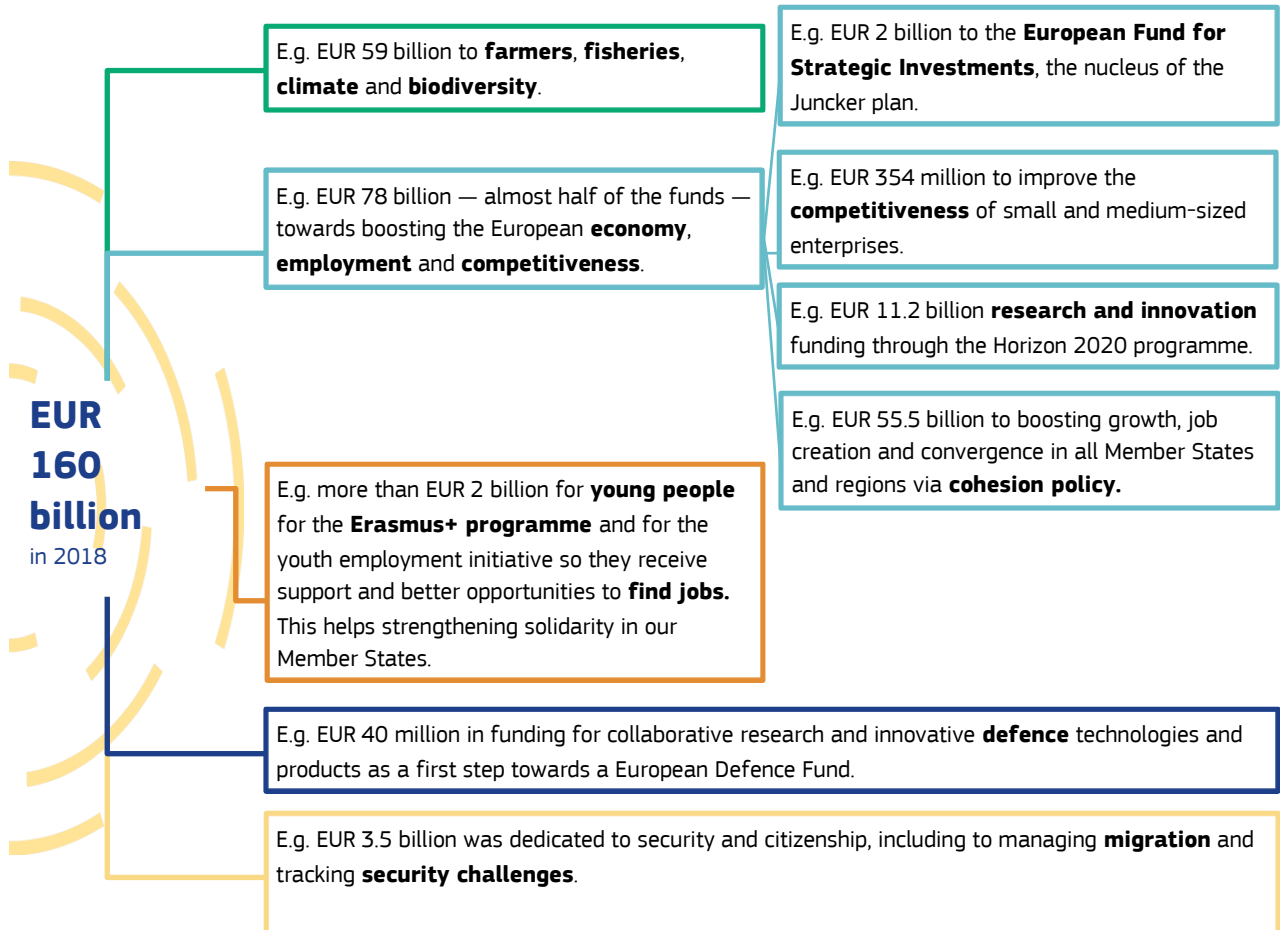 EUR
160
billion
in 2018
E.g. EUR 59 billion to farmers, fisheries,
climate and biodiversity.
E.g. EUR 78 billion — almost half of the funds —
towards boosting the European economy,
employment and competitiveness.
E.g. EUR 2 billion to the European Fund for
Strategic Investments, the nucleus of the
Juncker plan.
E.g. EUR 354 million to improve the
competitiveness of small and medium-sized
enterprises.
E.g. EUR 11.2 billion research and innovation
funding through the Horizon 2020 programme.
E.g. EUR 55.5 billion to boosting growth, job
creation and convergence in all Member States
and regions via cohesion policy.
E.g. more than EUR 2 billion for young people
for the Erasmus+ programme and for the
youth employment initiative so they receive
support and better opportunities to find jobs.
This helps strengthening solidarity in our
Member States.
E.g. EUR 40 million in funding for collaborative research and innovative defence technologies and
products as a first step towards a European Defence Fund.
E.g. EUR 3.5 billion was dedicated to security and citizenship, including to managing migration and
tracking security challenges.